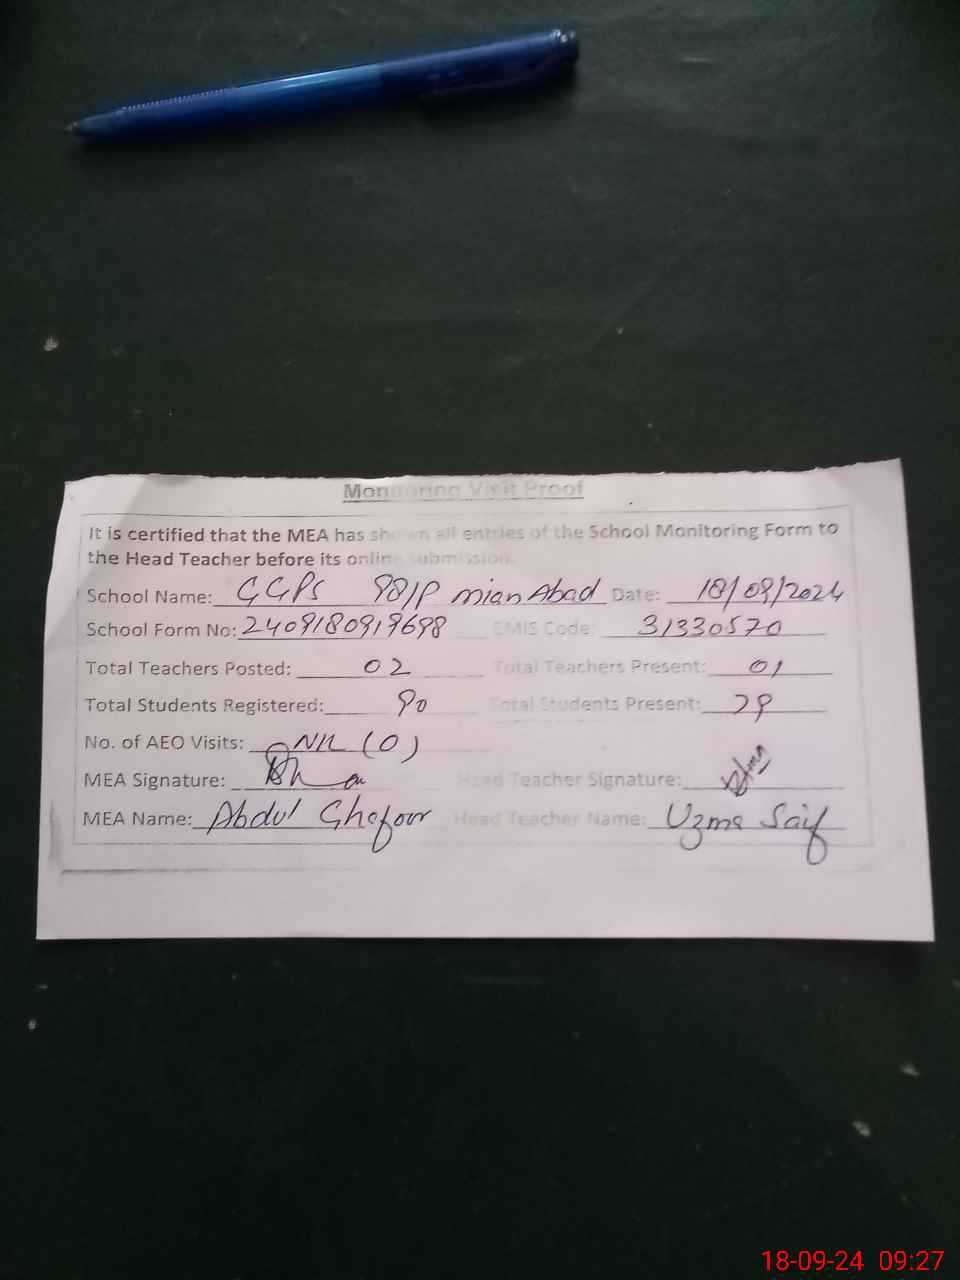 Monitoring Visit Proof
It is certified that the MEA has shown all entries of the School Monitoring Form to
the Head Teacher before its online submission.
School Name: GGPS 98/P mian Abad Date: 18/09/2024
School Form No: 2409180919698 EMIS Code: 31330570
Total Teachers Posted: 02 Total Teachers Present: 01
Total Students Registered: 90 Total Students Present: 79
No. of AEO Visits: NIL (0)
MEA Signature: Head Teacher Signature:
MEA Name: Abdul Ghafoor Head Teacher Name: Uzma Saif
18-09-24 09:27